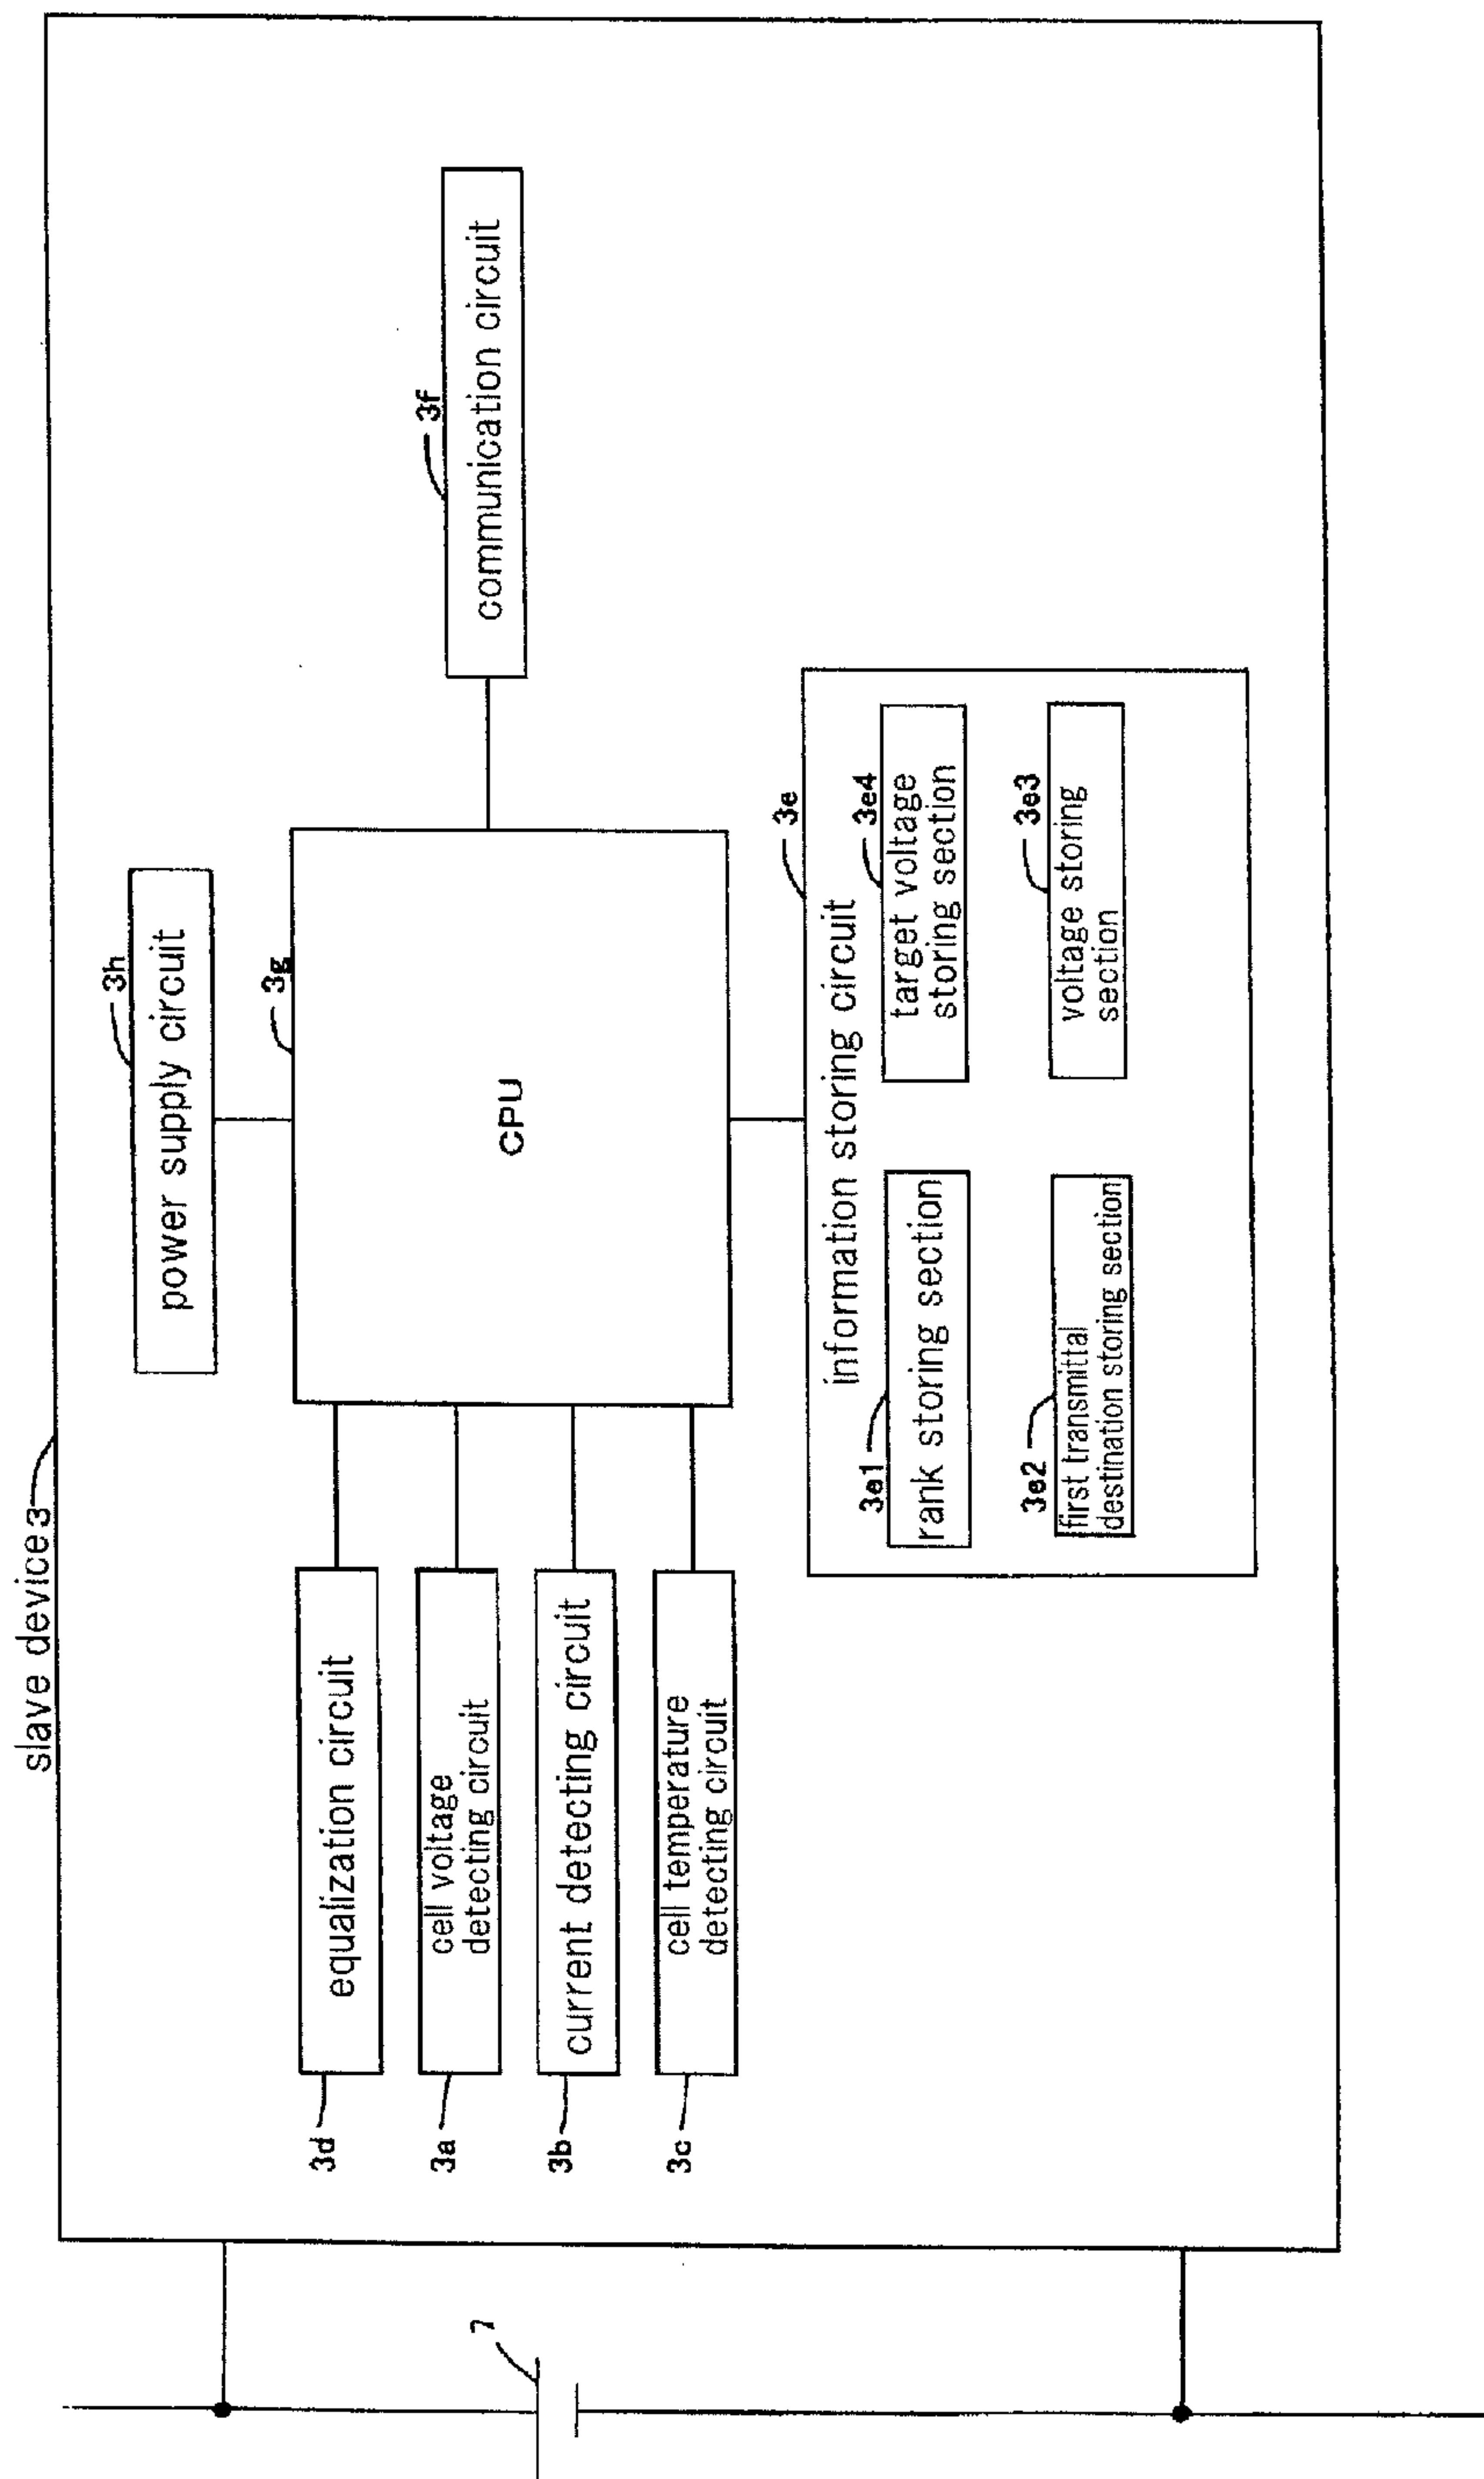 slave device 3
3h
power supply circuit
3g
CPU
3d
equalization circuit
3a
cell voltage
detecting circuit
3b
current detecting circuit
3c
cell temperature
detecting circuit
3f
communication circuit
7
3e
information storing circuit
3e1
rank storing section
3e4
target voltage
storing section
3e2
first transmittal
destination storing section
3e3
voltage storing
section